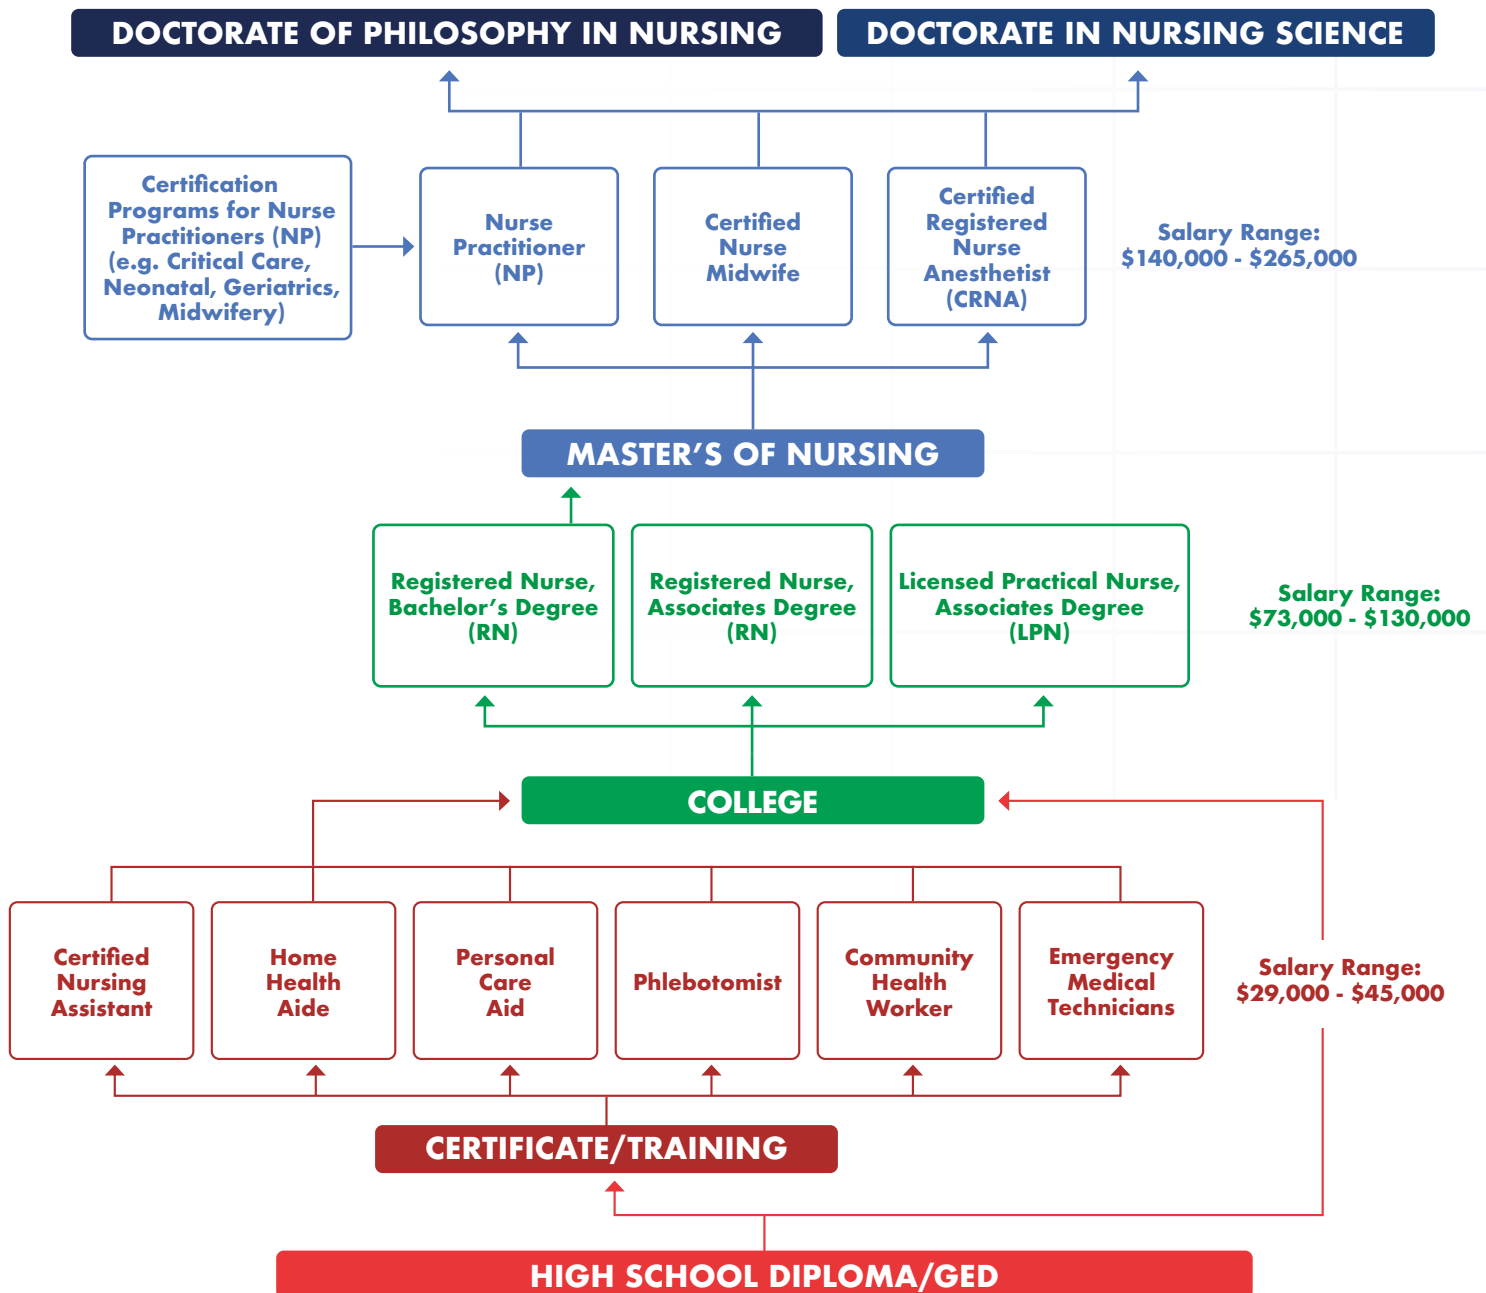 DOCTORATE OF PHILOSOPHY IN NURSING
DOCTORATE IN NURSING SCIENCE
Certification
Programs for Nurse
Practitioners (NP)
(e.g. Critical Care,
Neonatal, Geriatrics,
Midwifery)
Nurse
Practitioner
(NP)
Certified
Nurse
Midwife
Certified
Registered
Nurse
Anesthetist
(CRNA)
Salary Range:
$140,000 - $265,000
MASTER’S OF NURSING
Registered Nurse,
Bachelor’s Degree
(RN)
Registered Nurse,
Associates Degree
(RN)
Licensed Practical Nurse,
Associates Degree
(LPN)
Salary Range:
$73,000 - $130,000
COLLEGE
Certified
Nursing
Assistant
Home
Health
Aide
Personal
Care
Aid
Phlebotomist
Community
Health
Worker
Emergency
Medical
Technicians
Salary Range:
$29,000 - $45,000
CERTIFICATE/TRAINING
HIGH SCHOOL DIPLOMA/GED